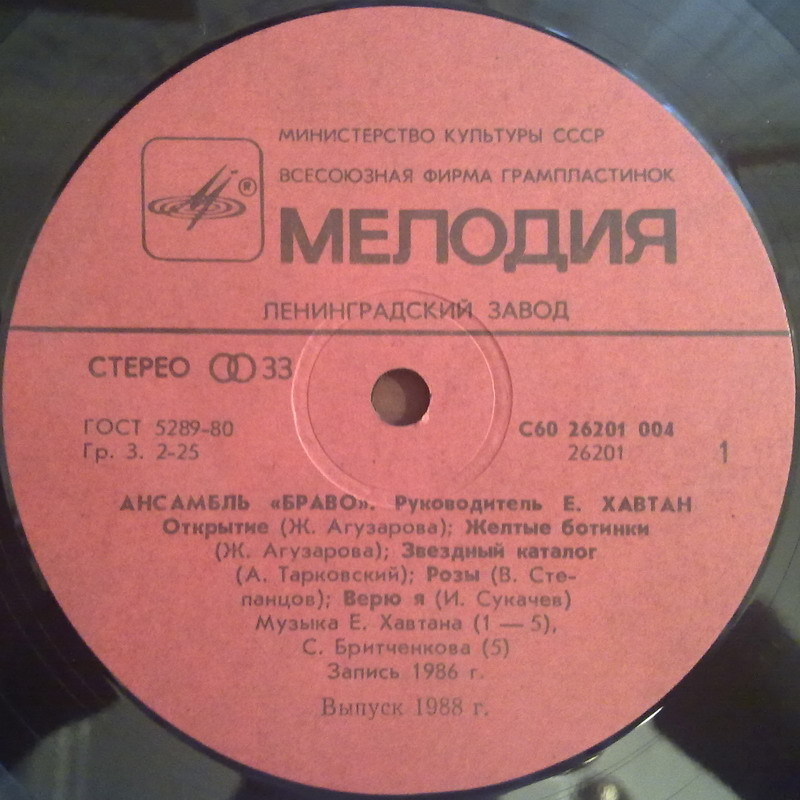 МИНИСТЕРСТВО КУЛЬТУРЫ СССР
ВСЕСОЮЗНАЯ ФИРМА ГРАМПЛАСТИНОК
®
МЕЛОДИЯ
ЛЕНИНГРАДСКИЙ ЗАВОД
СТЕРЕО 33
ГОСТ 5289-80
Гр. 3. 2-25
С60 26201 004
26201
1
АНСАМБЛЬ «БРАВО». Руководитель Е. ХАВТАН
Открытие (Ж. Агузарова); Желтые ботинки
(Ж. Агузарова); Звездный каталог
(А. Тарковский); Розы (В. Сте-
панцов); Верю я (И. Сукачев)
Музыка Е. Хавтана (1 — 5),
С. Бритченкова (5)
Запись 1986 г.
Выпуск 1988 г.